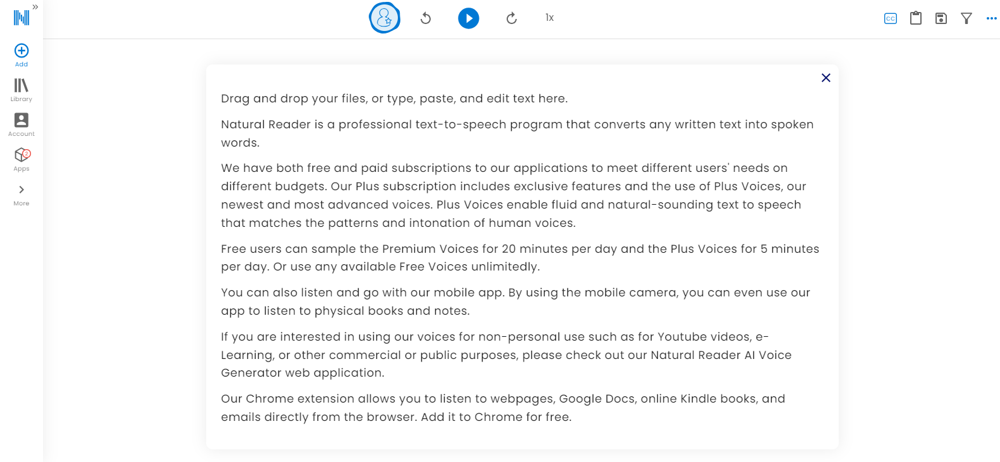 1x
CC
Add
Library
Account
2
Apps
More
Drag and drop your files, or type, paste, and edit text here.
Natural Reader is a professional text-to-speech program that converts any written text into spoken
words.
We have both free and paid subscriptions to our applications to meet different users' needs on
different budgets. Our Plus subscription includes exclusive features and the use of Plus Voices, our
newest and most advanced voices. Plus Voices enable fluid and natural-sounding text to speech
that matches the patterns and intonation of human voices.
Free users can sample the Premium Voices for 20 minutes per day and the Plus Voices for 5 minutes
per day. Or use any available Free Voices unlimitedly.
You can also listen and go with our mobile app. By using the mobile camera, you can even use our
app to listen to physical books and notes.
If you are interested in using our voices for non-personal use such as for Youtube videos, e-
Learning, or other commercial or public purposes, please check out our Natural Reader AI Voice
Generator web application.
Our Chrome extension allows you to listen to webpages, Google Docs, online Kindle books, and
emails directly from the browser. Add it to Chrome for free.